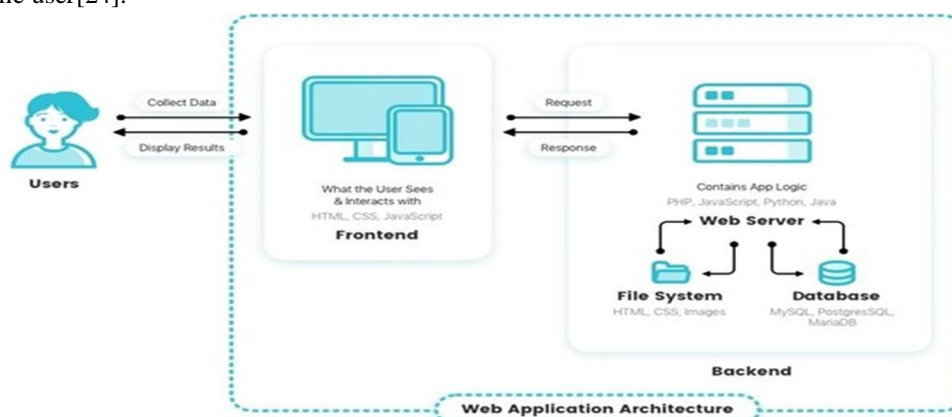 ne user[24].
Collect Data
Display Results
Users
What the User Sees
& Interacts with
HTML, CSS, JavaScript
Frontend
Request
Response
Contains App Logic
PHP, JavaScript, Python, Java
Web Server
File System
HTML, CSS, Images
Database
MySQL, PostgresSQL,
MariaDB
Backend
Web Application Architecture